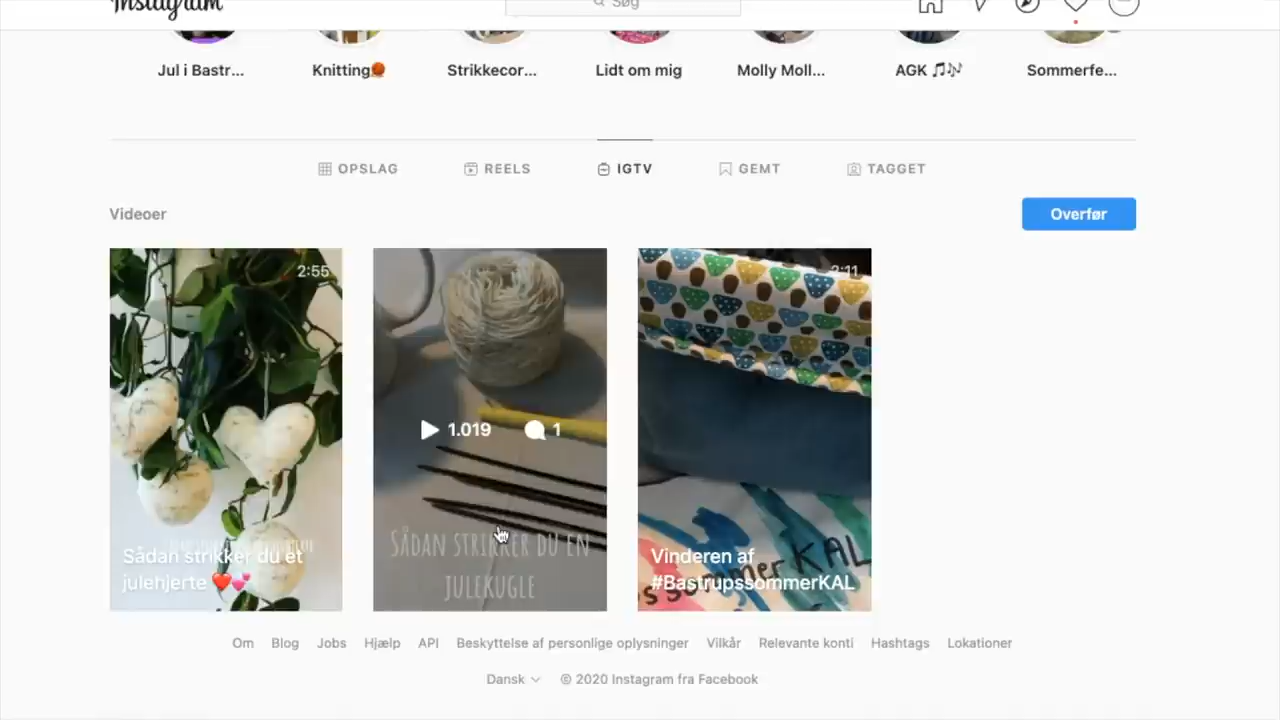 Instagram
Søg
Jul i Bastr...
Knitting🧶
Strikkecor...
Lidt om mig
Molly Moll...
AGK 🎵🎶
Sommerfe...
OPSLAG
REELS
IGTV
GEMT
TAGGET
Videoer
Overfør
2:55
Sådan strikker du et
julehjerte ❤️💕
1.019
1
SÅDAN STRIKKER DU EN
JULEKUGLE
2:11
Vinderen af
#BastrupssommerKAL
Om
Blog
Jobs
Hjælp
API
Beskyttelse af personlige oplysninger
Vilkår
Relevante konti
Hashtags
Lokationer
Dansk
© 2020 Instagram fra Facebook